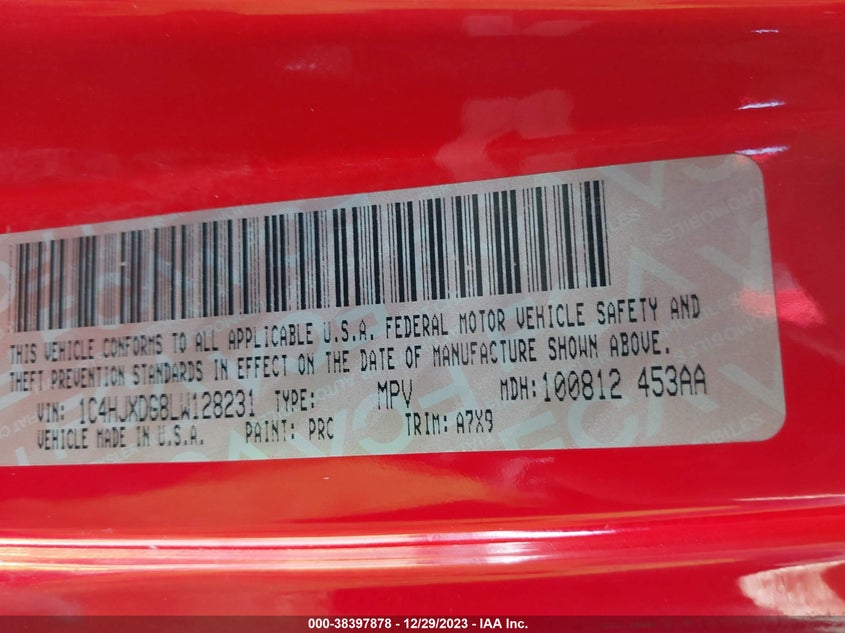 THIS VEHICLE CONFORMS TO ALL APPLICABLE U.S.A. FEDERAL MOTOR VEHICLE SAFETY AND
THEFT PREVENTION STANDARDS IN EFFECT ON THE DATE OF MANUFACTURE SHOWN ABOVE.
VIN: 1C4HJXDG8LW128231 TYPE: MPV MDH:100812 453AA
VEHICLE MADE IN U.S.A. PAINT: PRC TRIM: A7X9
000-38397878 - 12/29/2023 - IAA Inc.